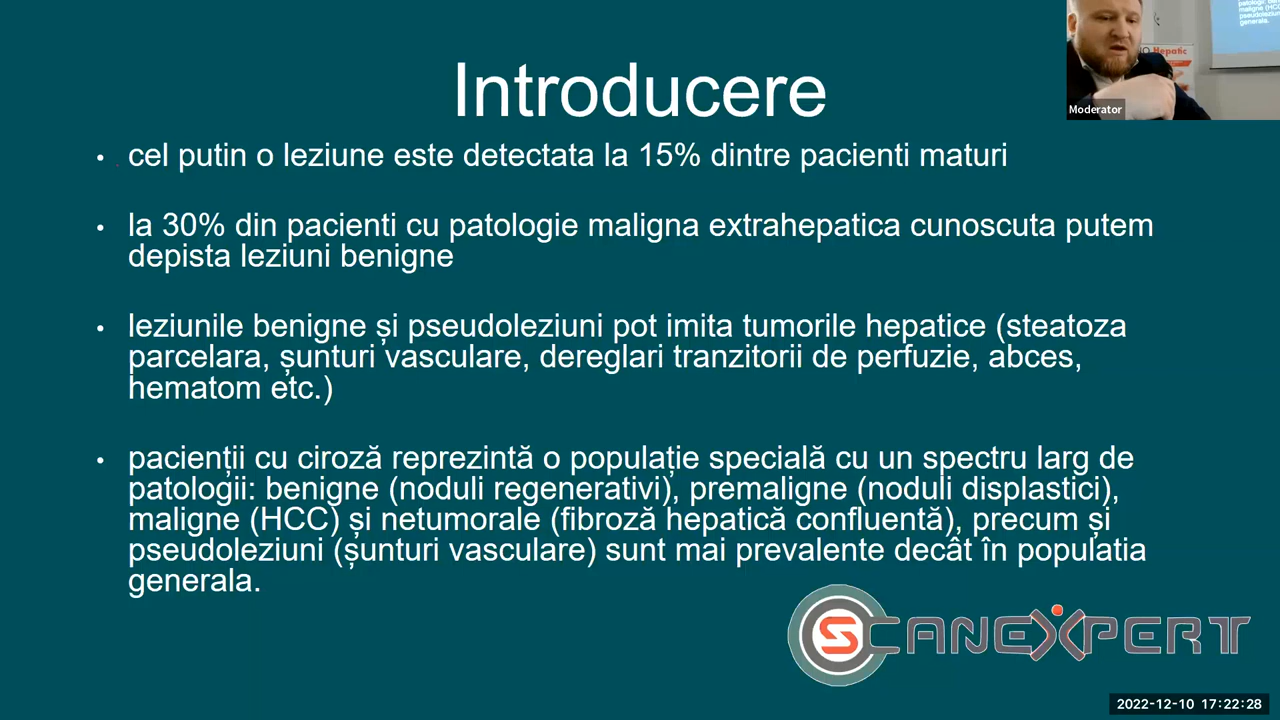 Introducere
• cel putin o leziune este detectata la 15% dintre pacienti maturi
• la 30% din pacienti cu patologie maligna extrahepatica cunoscuta putem
depista leziuni benigne
• leziunile benigne și pseudoleziuni pot imita tumorile hepatice (steatoza
parcelara, șunturi vasculare, dereglari tranzitorii de perfuzie, abces,
hematom etc.)
• pacienții cu ciroză reprezintă o populație specială cu un spectru larg de
patologii: benigne (noduli regenerativi), premaligne (noduli displastici),
maligne (HCC) și netumorale (fibroză hepatică confluentă), precum și
pseudoleziuni (șunturi vasculare) sunt mai prevalente decât în populatia
generala.
Hepatic
Moderator
SCANEXPERT
2022-12-10 17:22:28